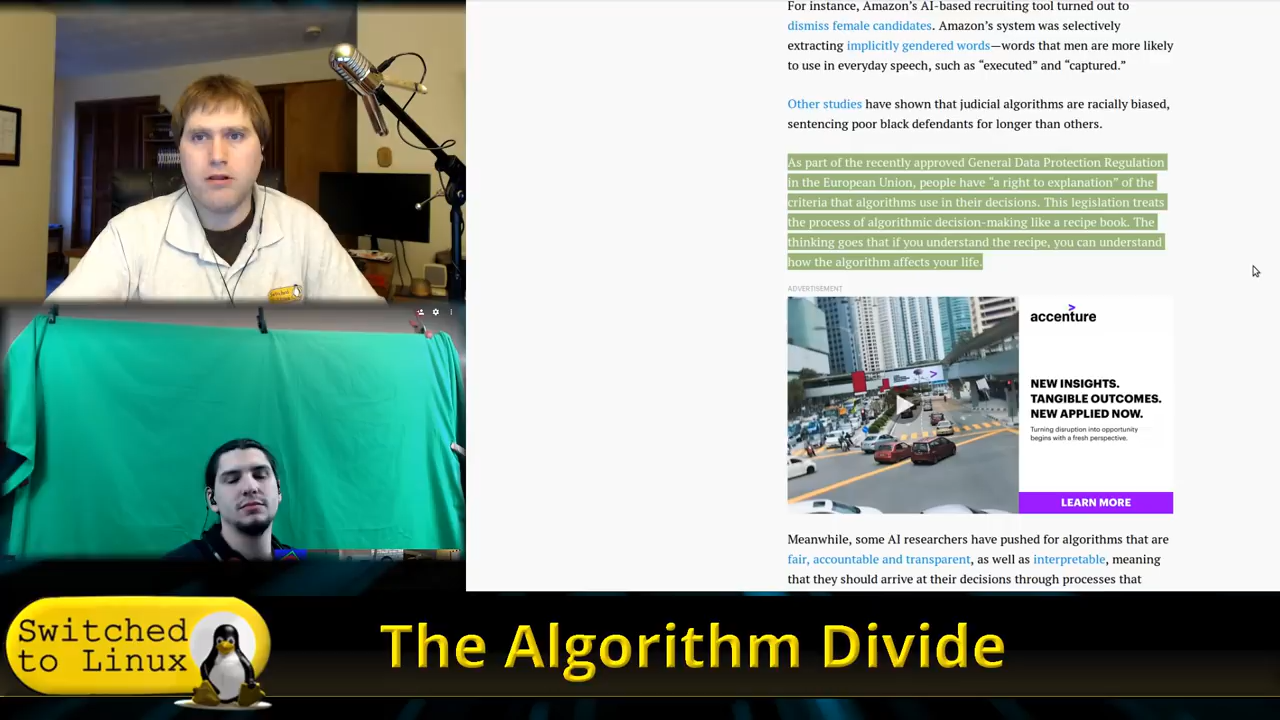 For instance, Amazon’s AI-based recruiting tool turned out to
dismiss female candidates. Amazon’s system was selectively
extracting implicitly gendered words—words that men are more likely
to use in everyday speech, such as “executed” and “captured.”
Other studies have shown that judicial algorithms are racially biased,
sentencing poor black defendants for longer than others.
As part of the recently approved General Data Protection Regulation
in the European Union, people have “a right to explanation” of the
criteria that algorithms use in their decisions. This legislation treats
the process of algorithmic decision-making like a recipe book. The
thinking goes that if you understand the recipe, you can understand
how the algorithm affects your life.
ADVERTISEMENT
accenture
NEW INSIGHTS.
TANGIBLE OUTCOMES.
NEW APPLIED NOW.
Turning disruption into opportunity
begins with a fresh perspective.
LEARN MORE
Meanwhile, some AI researchers have pushed for algorithms that are
fair, accountable and transparent, as well as interpretable, meaning
that they should arrive at their decisions through processes that
Switched
to Linux
The Algorithm Divide